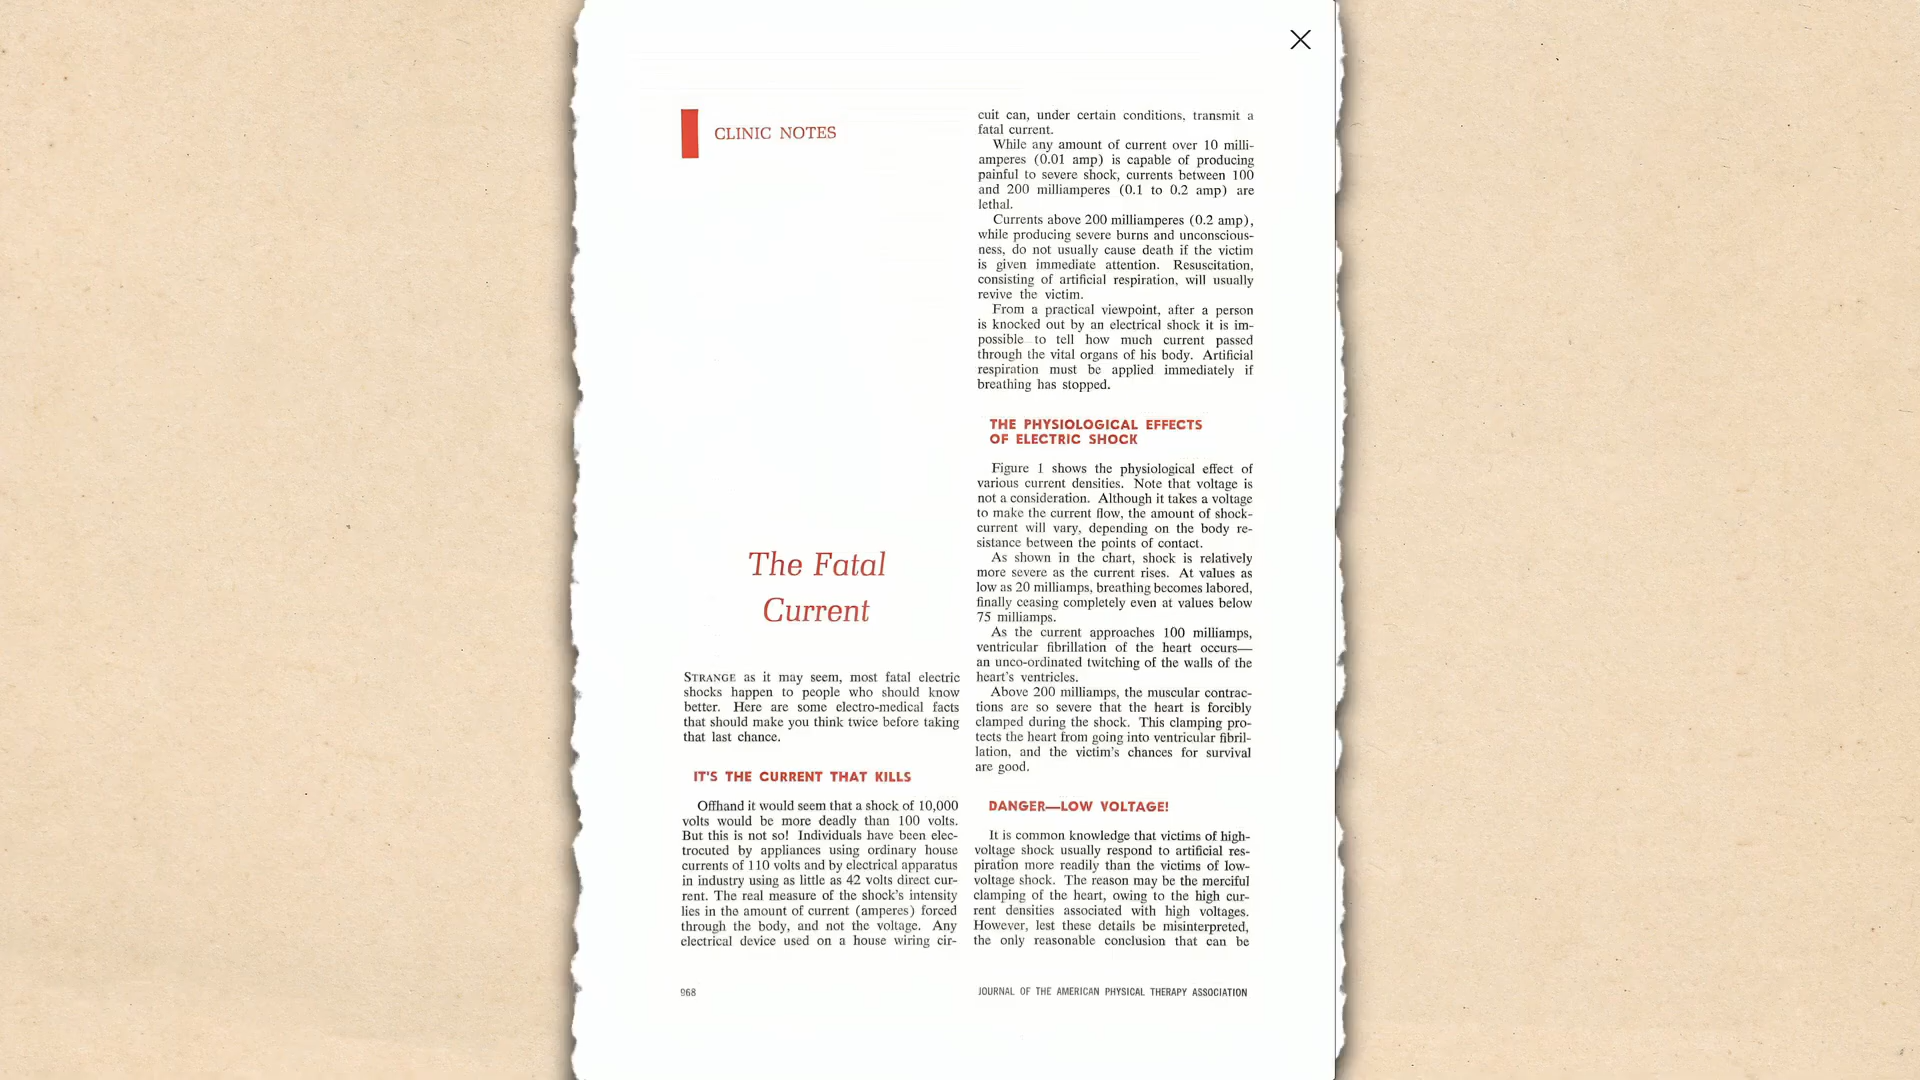 CLINIC NOTES
The Fatal
Current
STRANGE as it may seem, most fatal electric
shocks happen to people who should know
better. Here are some electro-medical facts
that should make you think twice before taking
that last chance.
IT'S THE CURRENT THAT KILLS
Offhand it would seem that a shock of 10,000
volts would be more deadly than 100 volts.
But this is not so! Individuals have been elec-
trocuted by appliances using ordinary house
currents of 110 volts and by electrical apparatus
in industry using as little as 42 volts direct cur-
rent. The real measure of the shock's intensity
lies in the amount of current (amperes) forced
through the body, and not the voltage. Any
electrical device used on a house wiring cir-
cuit can, under certain conditions, transmit a
fatal current.
While any amount of current over 10 milli-
amperes (0.01 amp) is capable of producing
painful to severe shock, currents between 100
and 200 milliamperes (0.1 to 0.2 amp) are
lethal.
Currents above 200 milliamperes (0.2 amp),
while producing severe burns and unconscious-
ness, do not usually cause death if the victim
is given immediate attention. Resuscitation,
consisting of artificial respiration, will usually
revive the victim.
From a practical viewpoint, after a person
is knocked out by an electrical shock it is im-
possible to tell how much current passed
through the vital organs of his body. Artificial
respiration must be applied immediately if
breathing has stopped.
THE PHYSIOLOGICAL EFFECTS
OF ELECTRIC SHOCK
Figure 1 shows the physiological effect of
various current densities. Note that voltage is
not a consideration. Although it takes a voltage
to make the current flow, the amount of shock-
current will vary, depending on the body re-
sistance between the points of contact.
As shown in the chart, shock is relatively
more severe as the current rises. At values as
low as 20 milliamps, breathing becomes labored,
finally ceasing completely even at values below
75 milliamps.
As the current approaches 100 milliamps,
ventricular fibrillation of the heart occurs—
an unco-ordinated twitching of the walls of the
heart's ventricles.
Above 200 milliamps, the muscular contrac-
tions are so severe that the heart is forcibly
clamped during the shock. This clamping pro-
tects the heart from going into ventricular fibril-
lation, and the victim's chances for survival
are good.
DANGER—LOW VOLTAGE!
It is common knowledge that victims of high-
voltage shock usually respond to artificial res-
piration more readily than the victims of low-
voltage shock. The reason may be the merciful
clamping of the heart, owing to the high cur-
rent densities associated with high voltages.
However, lest these details be misinterpreted,
the only reasonable conclusion that can be
968
JOURNAL OF THE AMERICAN PHYSICAL THERAPY ASSOCIATION